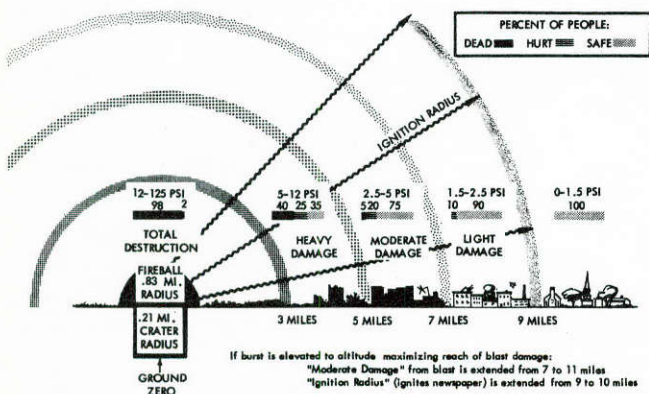 PERCENT OF PEOPLE:
DEAD HURT SAFE
IGNITION RADIUS
12-125 PSI
98 2
TOTAL
DESTRUCTION
5-12 PSI
40 25 35
HEAVY
DAMAGE
2.5-5 PSI
5 20 75
MODERATE
DAMAGE
1.5-2.5 PSI
10 90
LIGHT
DAMAGE
0-1.5 PSI
100
FIREBALL
.83 MI.
RADIUS
.21 MI.
CRATER
RADIUS
GROUND
ZERO
3 MILES
5 MILES
7 MILES
9 MILES
If burst is elevated to altitude maximizing reach of blast damage:
"Moderate Damage" from blast is extended from 7 to 11 miles
"Ignition Radius" (ignites newspaper) is extended from 9 to 10 miles